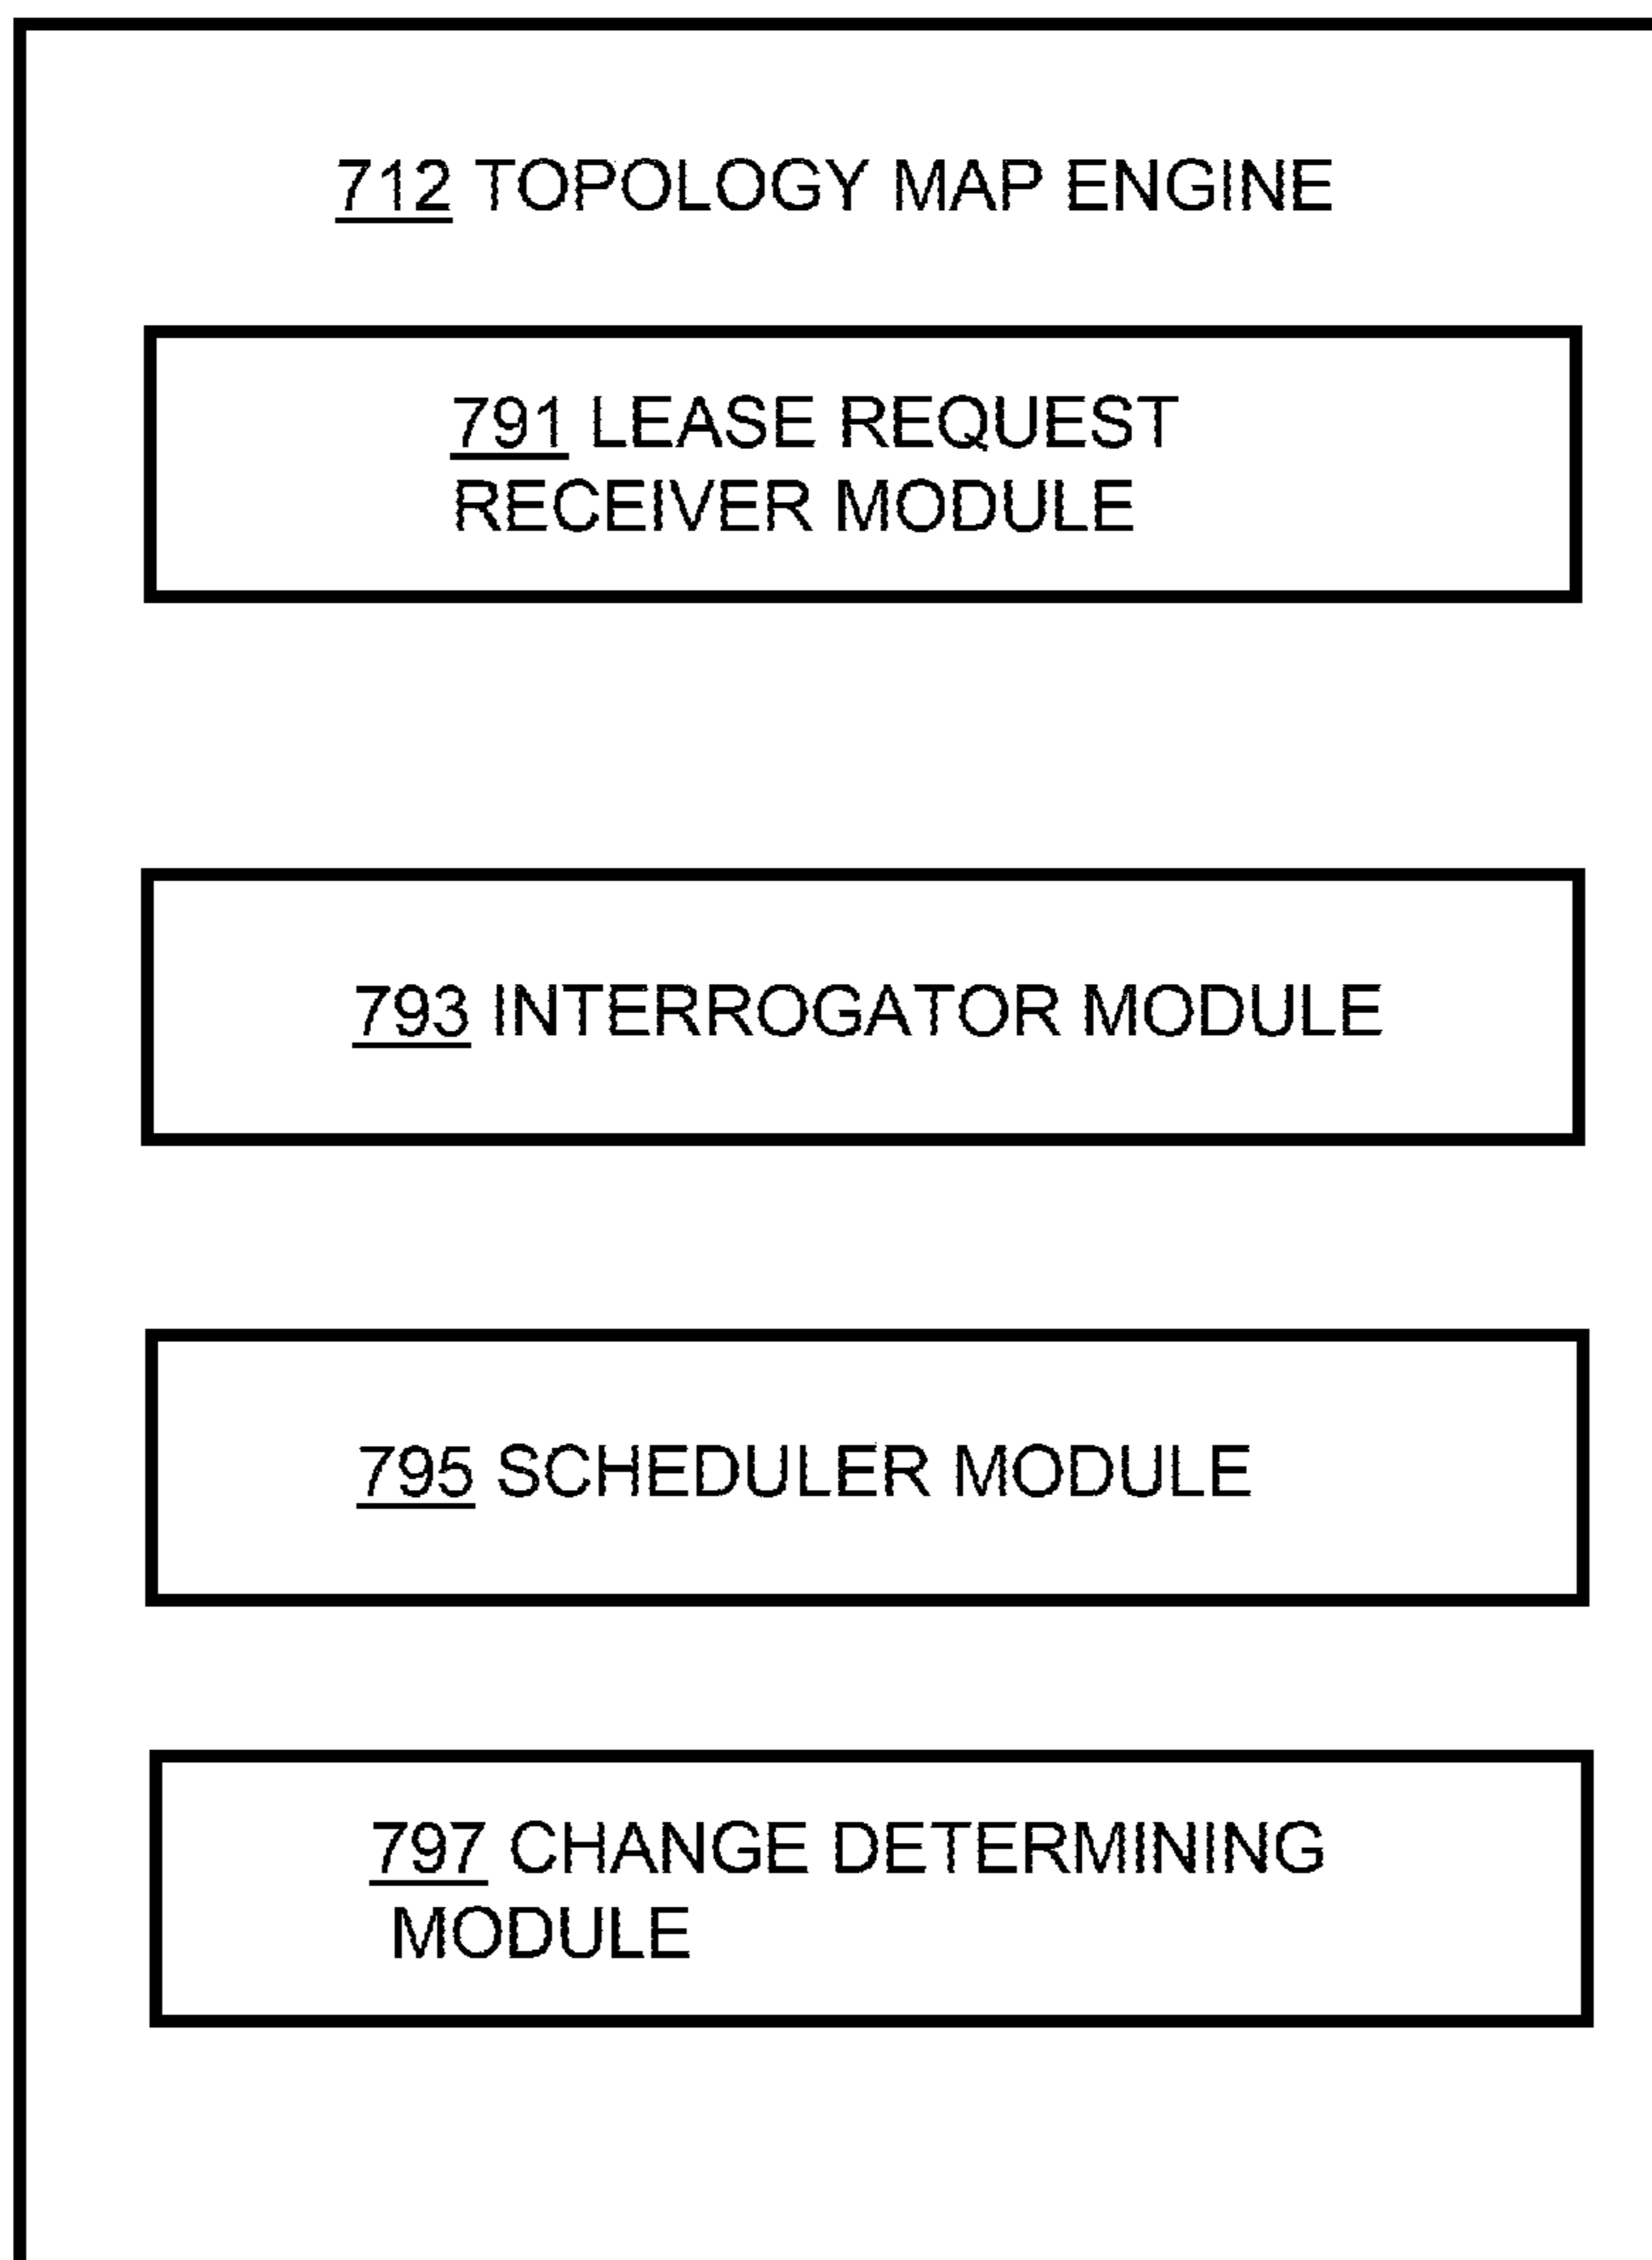 712 TOPOLOGY MAP ENGINE
791 LEASE REQUEST
RECEIVER MODULE
793 INTERROGATOR MODULE
795 SCHEDULER MODULE
797 CHANGE DETERMINING
MODULE